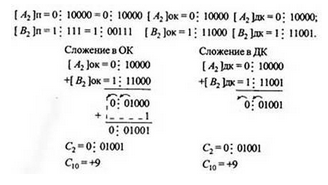 [ A₂]п = 0⋮ 10000 = 0⋮ 10000 [ A₂]ок = 0⋮ 10000 [ A₂]дк = 0⋮ 10000;
[ B₂]п = 1⋮ 111 = 1⋮ 00111 [ B₂]ок = 1⋮ 11000 [ B₂]дк = 1⋮ 11001.
Сложение в ОК
[ A₂]ок = 0⋮ 10000
+[ B₂]ок = 1⋮ 11000
0⋮ 01000
+ 1
0⋮ 01001
C₂ = 0⋮ 01001
C₁₀ = +9
Сложение в ДК
[ A₂]дк = 0⋮ 10000
+[ B₂]дк = 1⋮ 11001
0⋮ 01001
C₂ = 0⋮ 01001
C₁₀ = +9